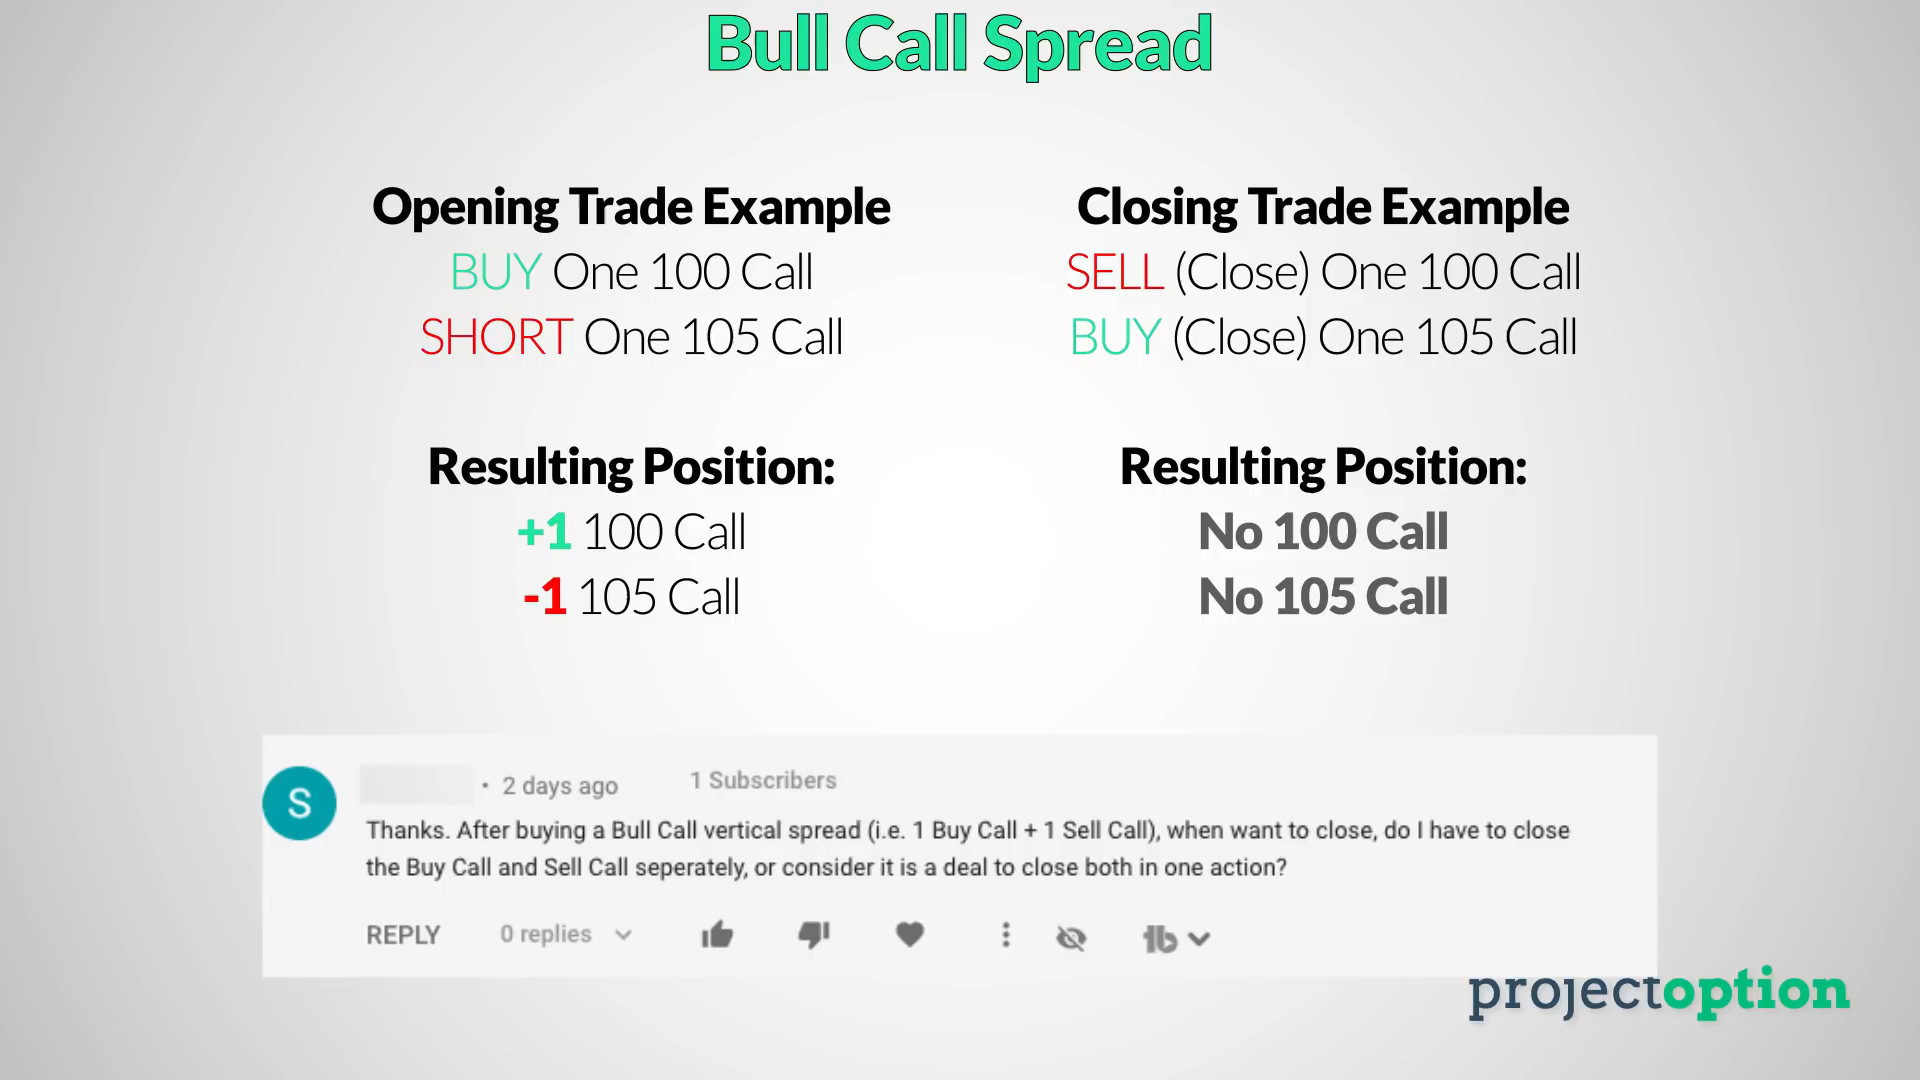 Bull Call Spread
Opening Trade Example
BUY One 100 Call
SHORT One 105 Call
Resulting Position:
+1 100 Call
-1 105 Call
Closing Trade Example
SELL (Close) One 100 Call
BUY (Close) One 105 Call
Resulting Position:
No 100 Call
No 105 Call
S
• 2 days ago 1 Subscribers
Thanks. After buying a Bull Call vertical spread (i.e. 1 Buy Call + 1 Sell Call), when want to close, do I have to close
the Buy Call and Sell Call seperately, or consider it is a deal to close both in one action?
REPLY 0 replies
projectoption